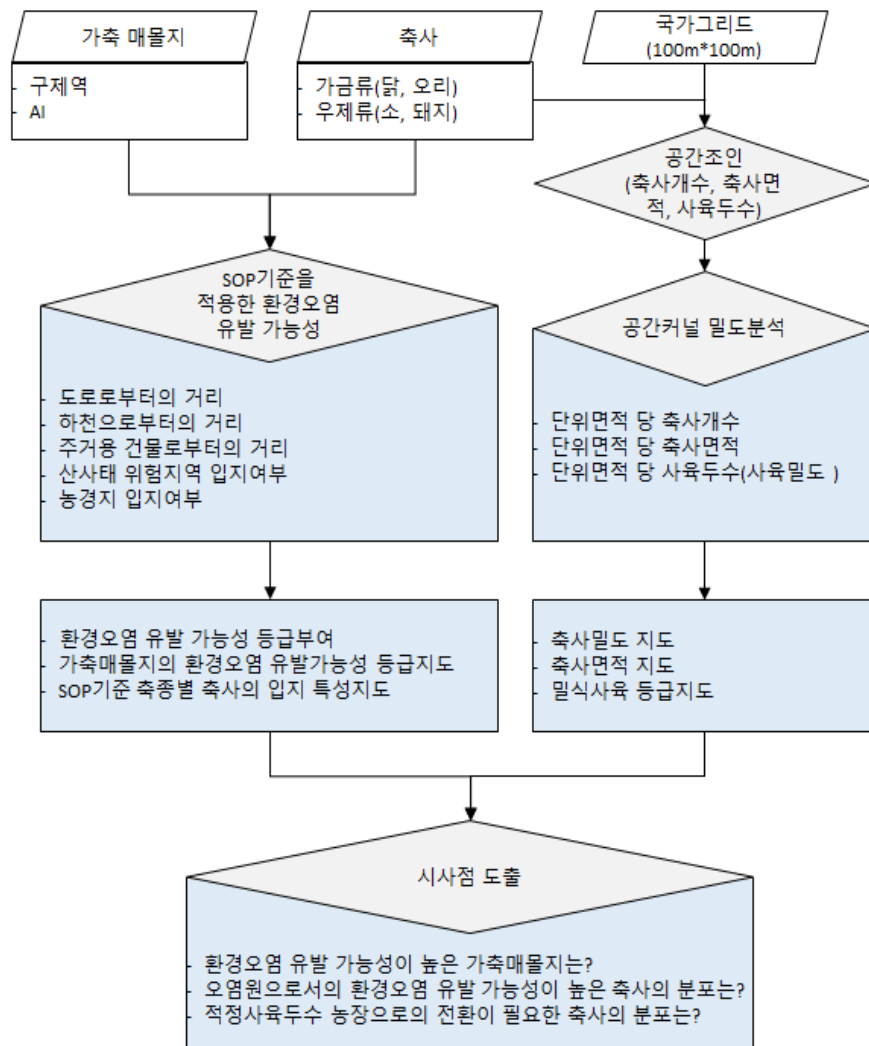 가축 매몰지
- 구제역
- AI
축사
- 가금류(닭, 오리)
- 우제류(소, 돼지)
국가그리드
(100m*100m)
공간조인
(축사개수, 축사면
적, 사육두수)
SOP기준을
적용한 환경오염
유발 가능성
- 도로로부터의 거리
- 하천으로부터의 거리
- 주거용 건물로부터의 거리
- 산사태 위험지역 입지여부
- 농경지 입지여부
공간커널 밀도분석
- 단위면적 당 축사개수
- 단위면적 당 축사면적
- 단위면적 당 사육두수(사육밀도 )
- 환경오염 유발 가능성 등급부여
- 가축매몰지의 환경오염 유발가능성 등급지도
- SOP기준 축종별 축사의 입지 특성지도
- 축사밀도 지도
- 축사면적 지도
- 밀식사육 등급지도
시사점 도출
- 환경오염 유발 가능성이 높은 가축매몰지는?
- 오염원으로서의 환경오염 유발 가능성이 높은 축사의 분포는?
- 적정사육두수 농장으로의 전환이 필요한 축사의 분포는?